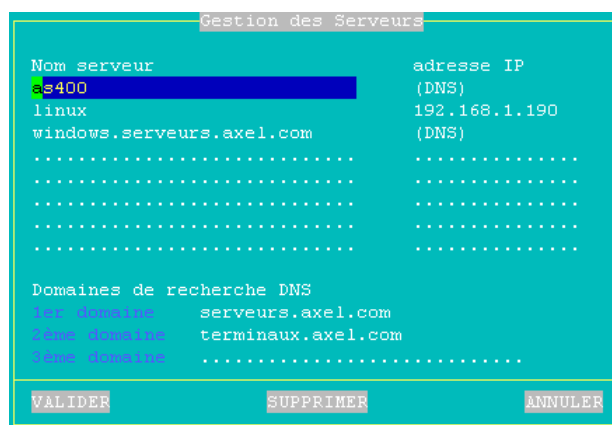 Gestion des Serveurs
Nom serveur adresse IP
as400 (DNS)
linux 192.168.1.190
windows.serveurs.axel.com (DNS)
............................. ...............
............................. ...............
............................. ...............
............................. ...............
Domaines de recherche DNS
1er domaine serveurs.axel.com
2ème domaine terminaux.axel.com
3ème domaine .............................
VALIDER SUPPRIMER ANNULER